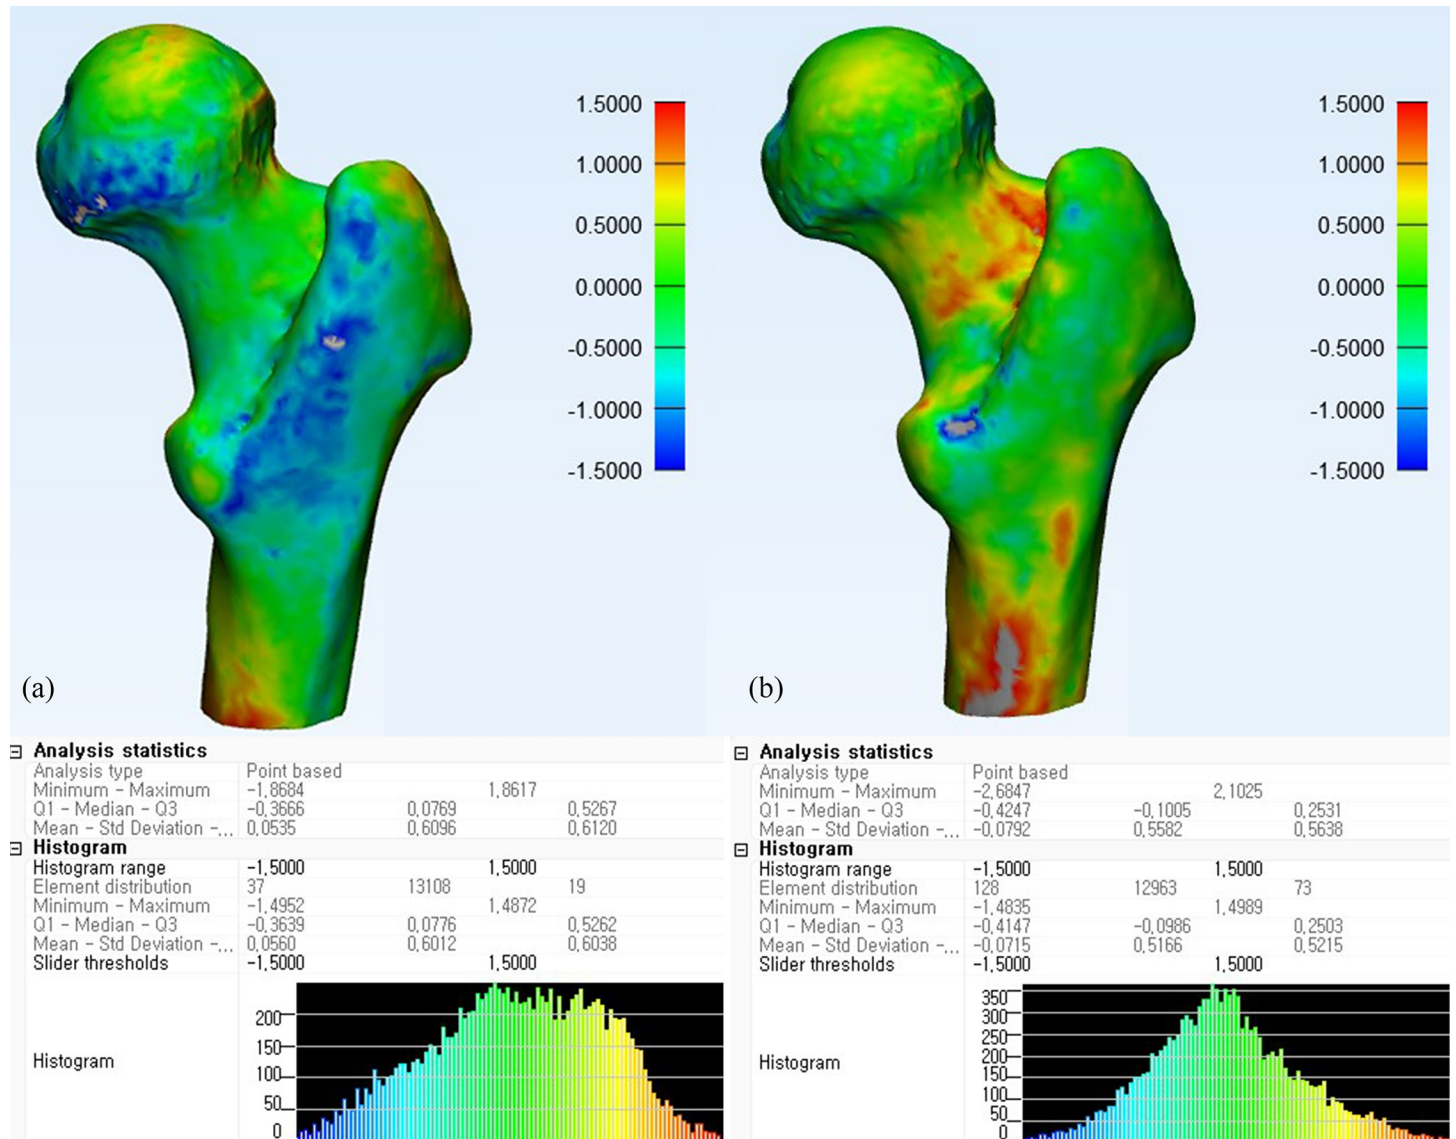 1.5000
1.0000
0.5000
0.0000
-0.5000
-1.0000
-1.5000
(a)
1.5000
1.0000
0.5000
0.0000
-0.5000
-1.0000
-1.5000
(b)
Analysis statistics
Analysis type Point based
Minimum - Maximum -1,8684 1,8617
Q1 - Median - Q3 -0,3666 0,0769 0,5267
Mean - Std Deviation -,... 0,0535 0,6096 0,6120
Histogram
Histogram range -1,5000 1,5000
Element distribution 37 13108 19
Minimum - Maximum -1,4952 1,4872
Q1 - Median - Q3 -0,3639 0,0776 0,5262
Mean - Std Deviation -,... 0,0560 0,6012 0,6038
Slider thresholds -1,5000 1,5000
Histogram
200
150
100
50
0
Analysis statistics
Analysis type Point based
Minimum - Maximum -2,6847 2,1025
Q1 - Median - Q3 -0,4247 -0,1005 0,2531
Mean - Std Deviation -,... -0,0792 0,5582 0,5638
Histogram
Histogram range -1,5000 1,5000
Element distribution 128 12963 73
Minimum - Maximum -1,4835 1,4989
Q1 - Median - Q3 -0,4147 -0,0986 0,2503
Mean - Std Deviation -,... -0,0715 0,5166 0,5215
Slider thresholds -1,5000 1,5000
Histogram
350
300
250
200
150
100
50
0